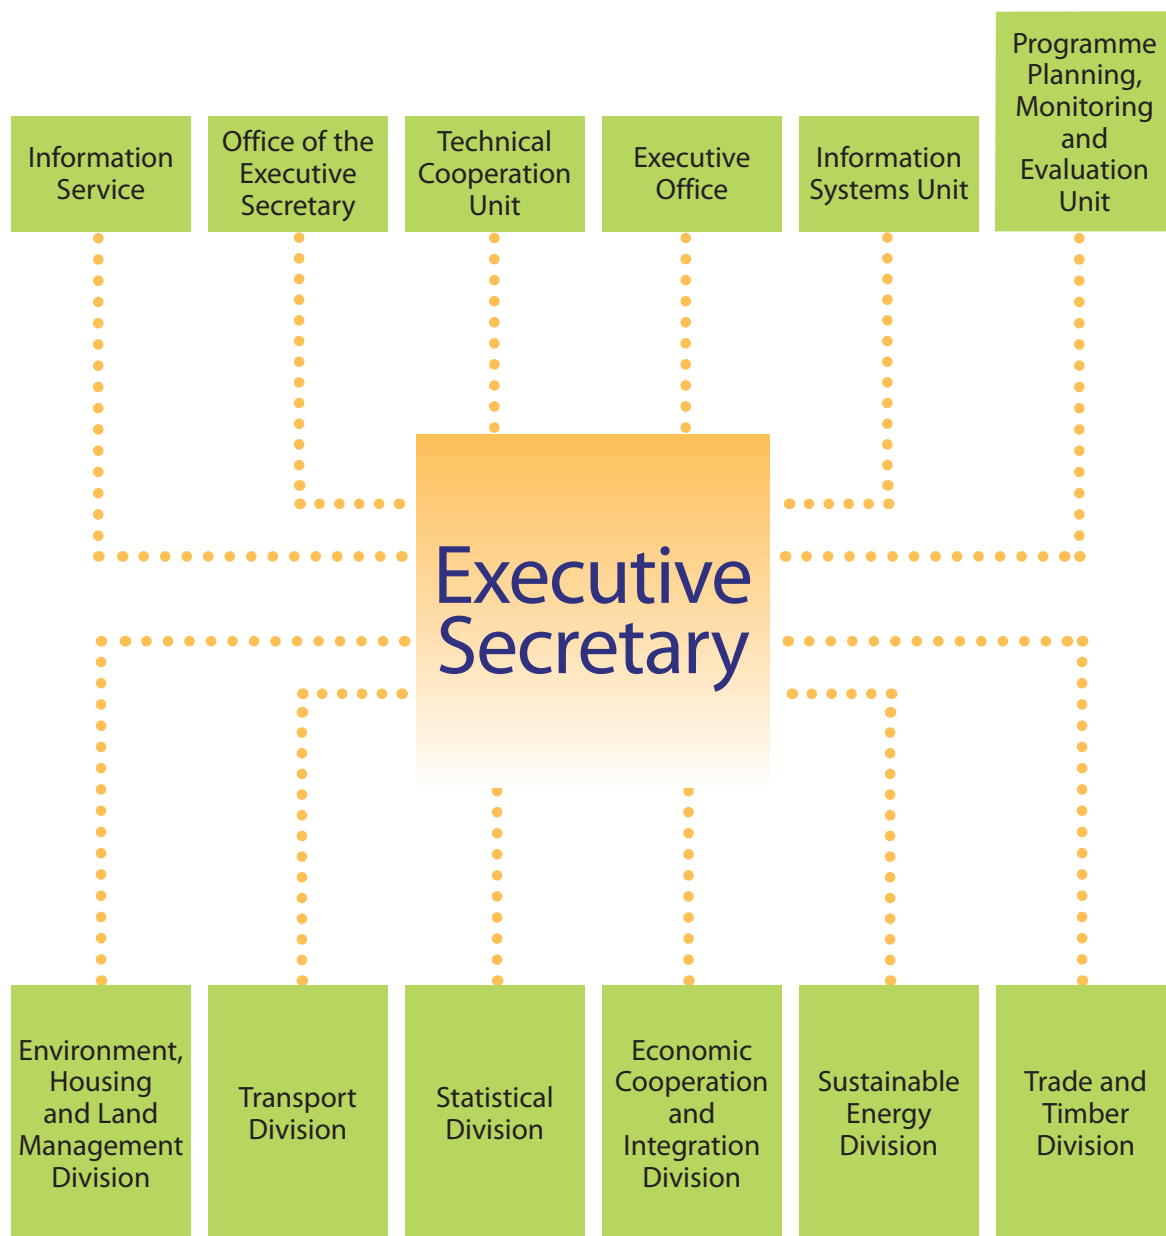 Information
Service
Office of the
Executive
Secretary
Technical
Cooperation
Unit
Executive
Office
Information
Systems Unit
Programme
Planning,
Monitoring
and
Evaluation
Unit
Executive
Secretary
Environment,
Housing
and Land
Management
Division
Transport
Division
Statistical
Division
Economic
Cooperation
and
Integration
Division
Sustainable
Energy
Division
Trade and
Timber
Division